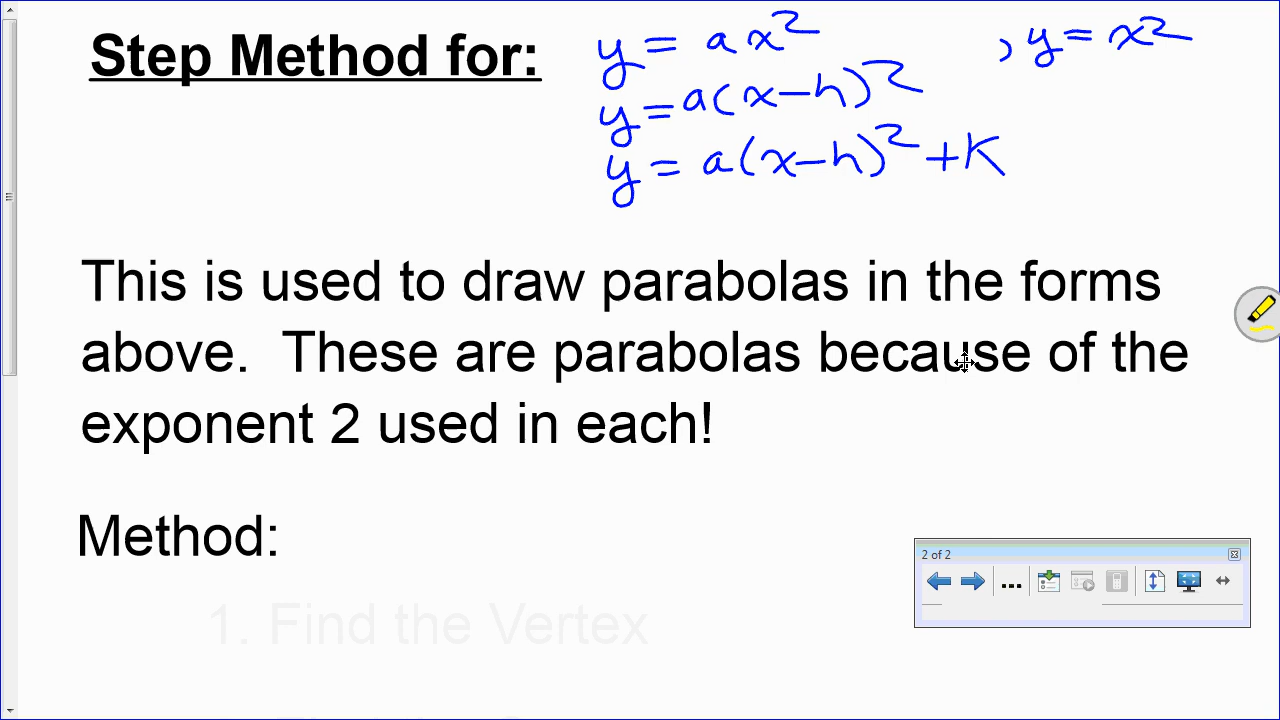 Step Method for: y = ax² , y = x²
y = a(x-h)²
y = a(x-h)² + K
This is used to draw parabolas in the forms
above. These are parabolas because of the
exponent 2 used in each!
Method:
2 of 2
1. Find the Vertex